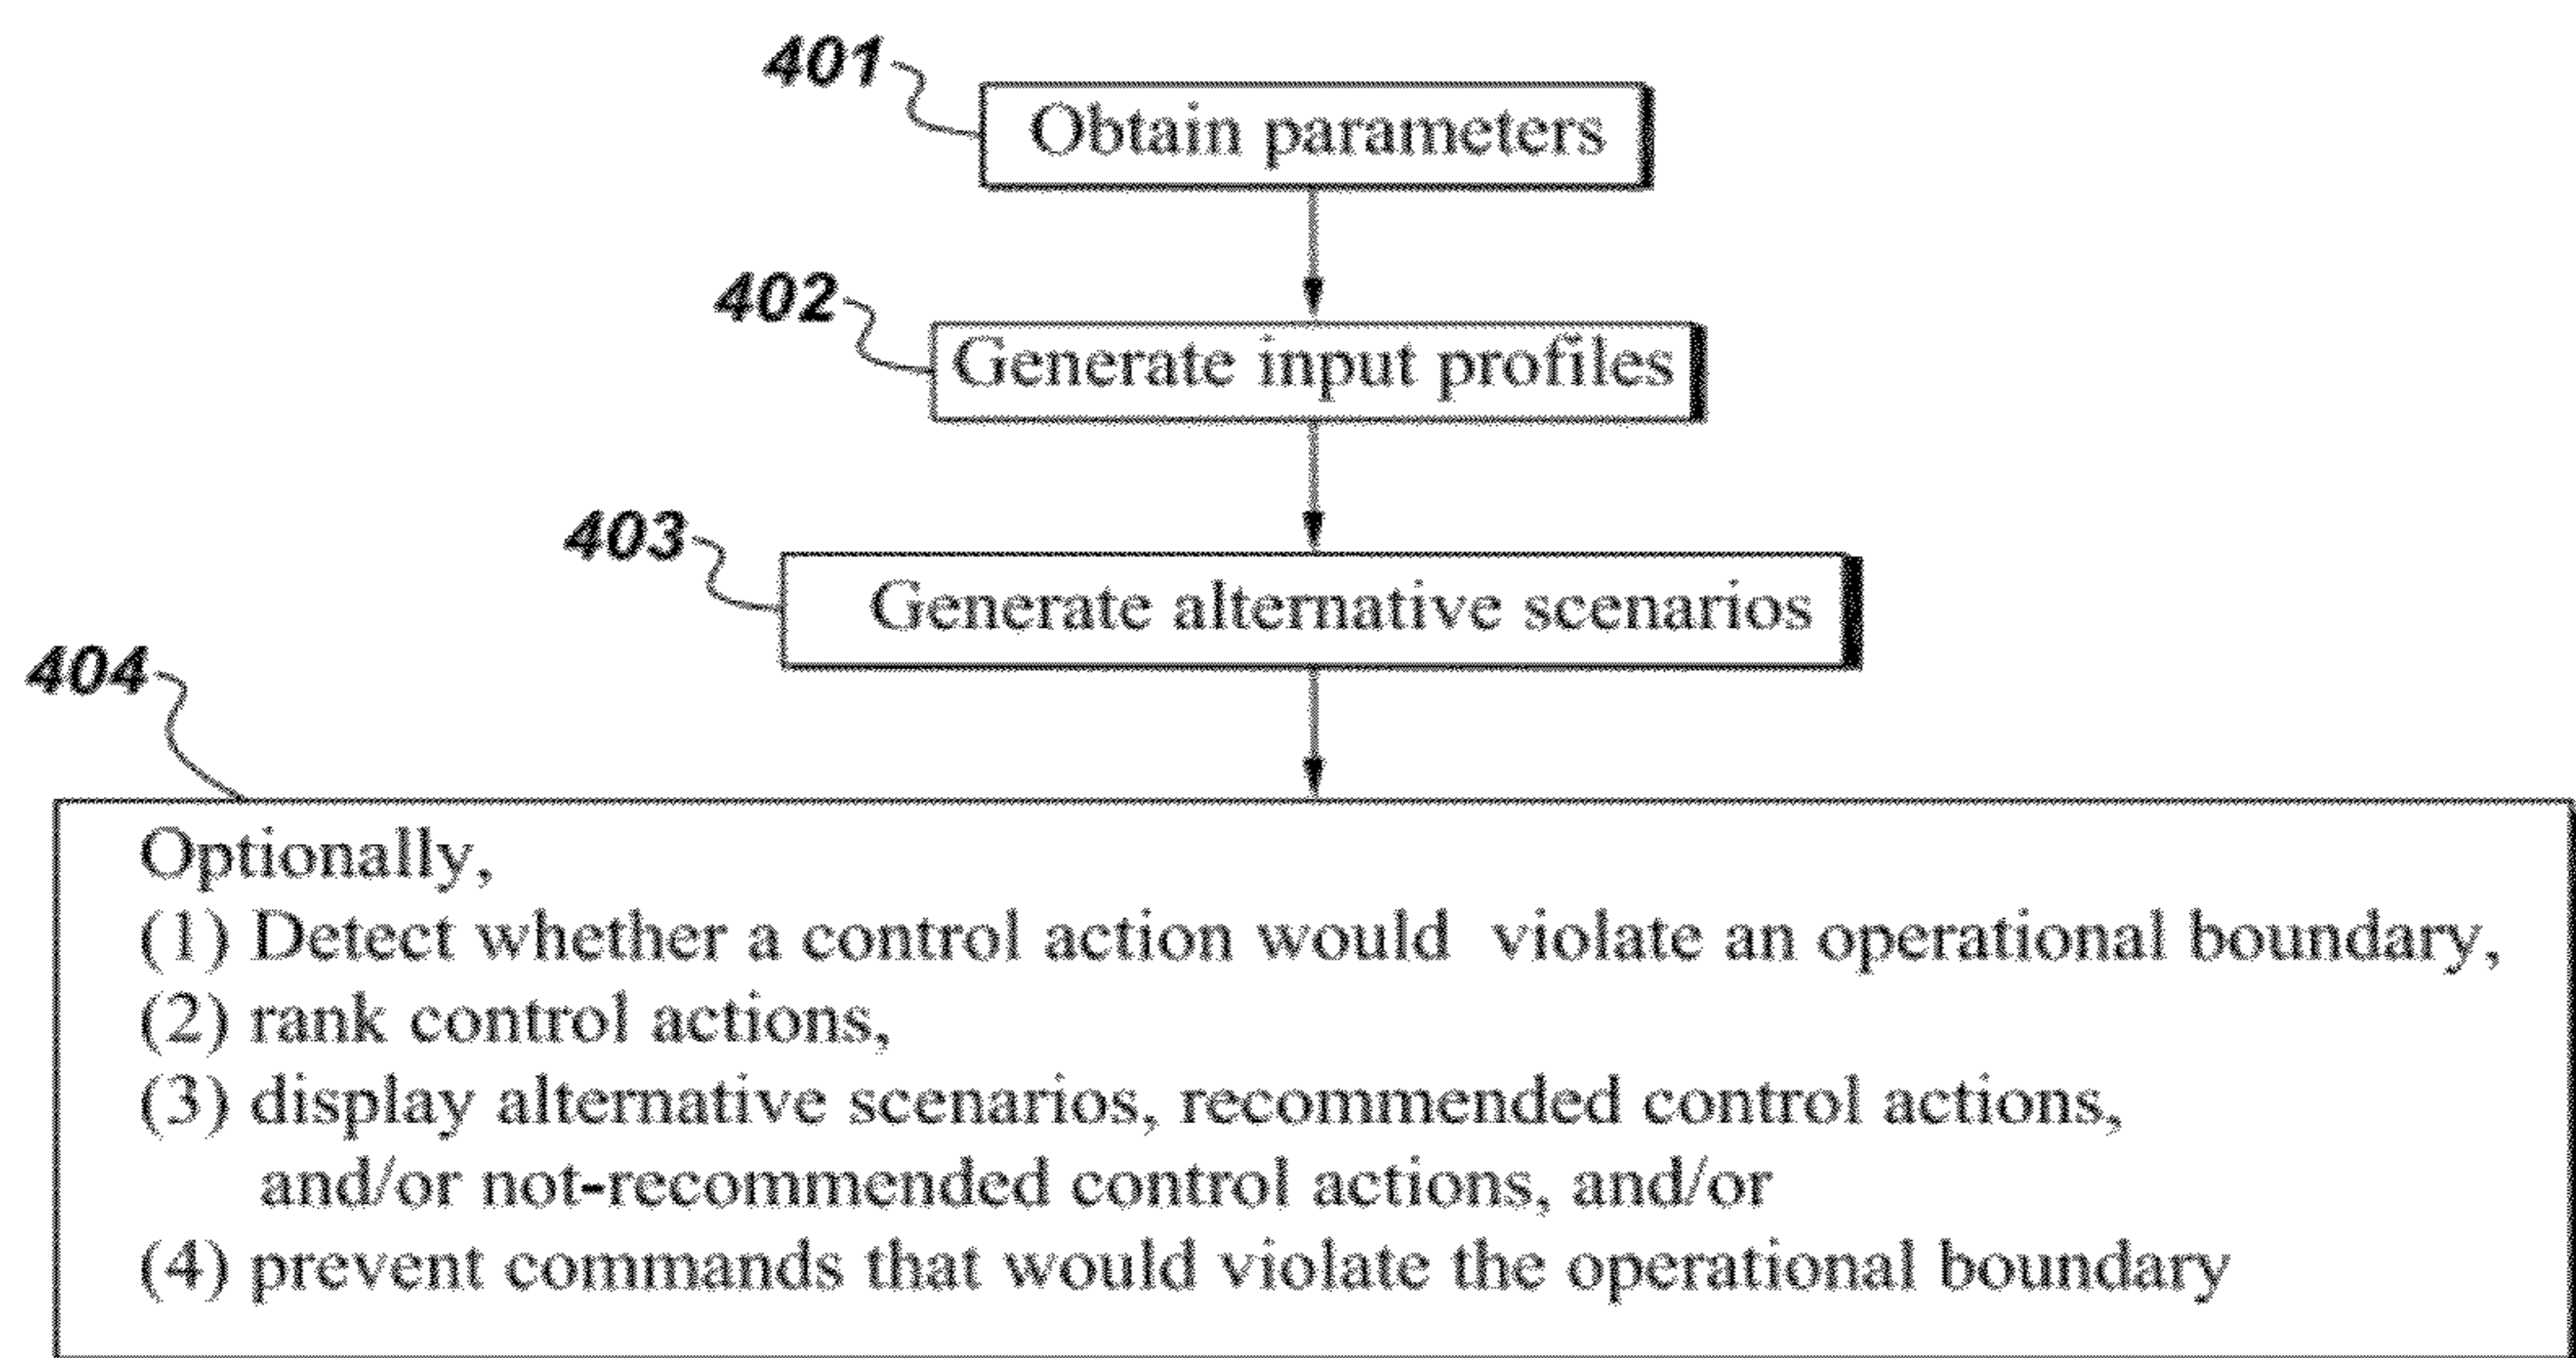 401
Obtain parameters
402
Generate input profiles
403
Generate alternative scenarios
404
Optionally,
(1) Detect whether a control action would violate an operational boundary,
(2) rank control actions,
(3) display alternative scenarios, recommended control actions,
and/or not-recommended control actions, and/or
(4) prevent commands that would violate the operational boundary